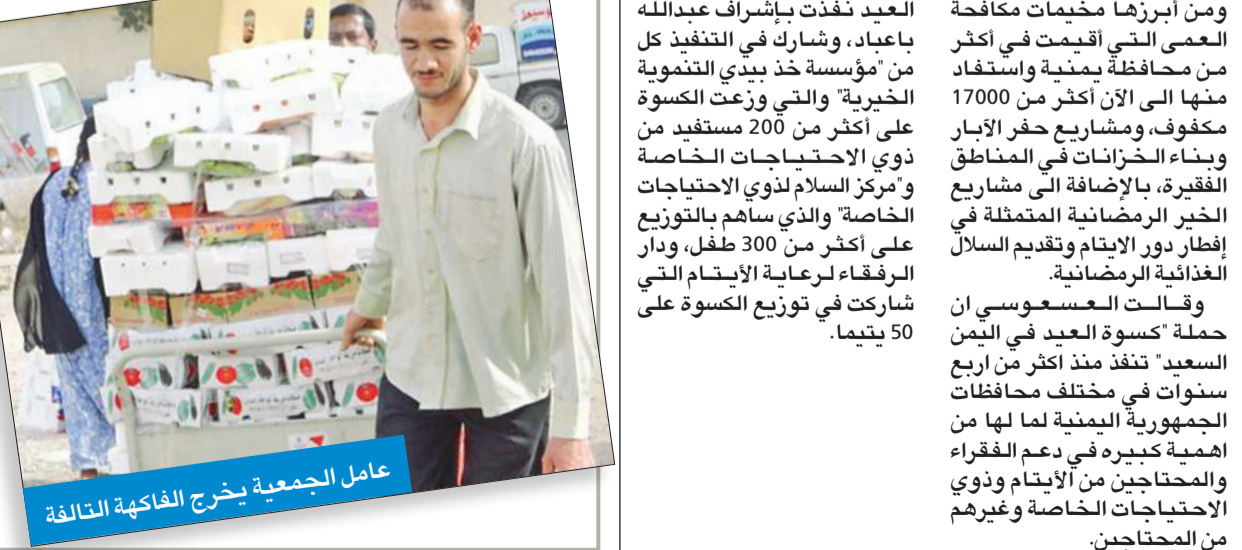 ومن أبرزها مخيمات مكافحة
العمى التي أقيمت في أكثر
من محافظة يمنية واستفاد
منها الى الآن أكثر من 17000
مكفوف، ومشاريع حفر الآبار
وبناء الخزانات في المناطق
الفقيرة، بالإضافة الى مشاريع
الخير الرمضانية المتمثلة في
إفطار دور الايتام وتقديم السلال
الغذائية الرمضانية.
وقالت العسعوسي ان
حملة "كسوة العيد في اليمن
السعيد" تنفذ منذ اكثر من اربع
سنوات في مختلف محافظات
الجمهورية اليمنية لما لها من
اهمية كبيره في دعم الفقراء
والمحتاجين من الأيتام وذوي
الاحتياجات الخاصة وغيرهم
من المحتاجين.
العيد نفذت بإشراف عبدالله
باعباد، وشارك في التنفيذ كل
من "مؤسسة خذ بيدي التنموية
الخيرية" والتي وزعت الكسوة
على أكثر من 200 مستفيد من
ذوي الاحتياجات الخاصة
و"مركز السلام لذوي الاحتياجات
الخاصة" والذي ساهم بالتوزيع
على أكثر من 300 طفل، ودار
الرفقاء لرعاية الأيتام التي
شاركت في توزيع الكسوة على
50 يتيما.
عامل الجمعية يخرج الفاكهة التالفة